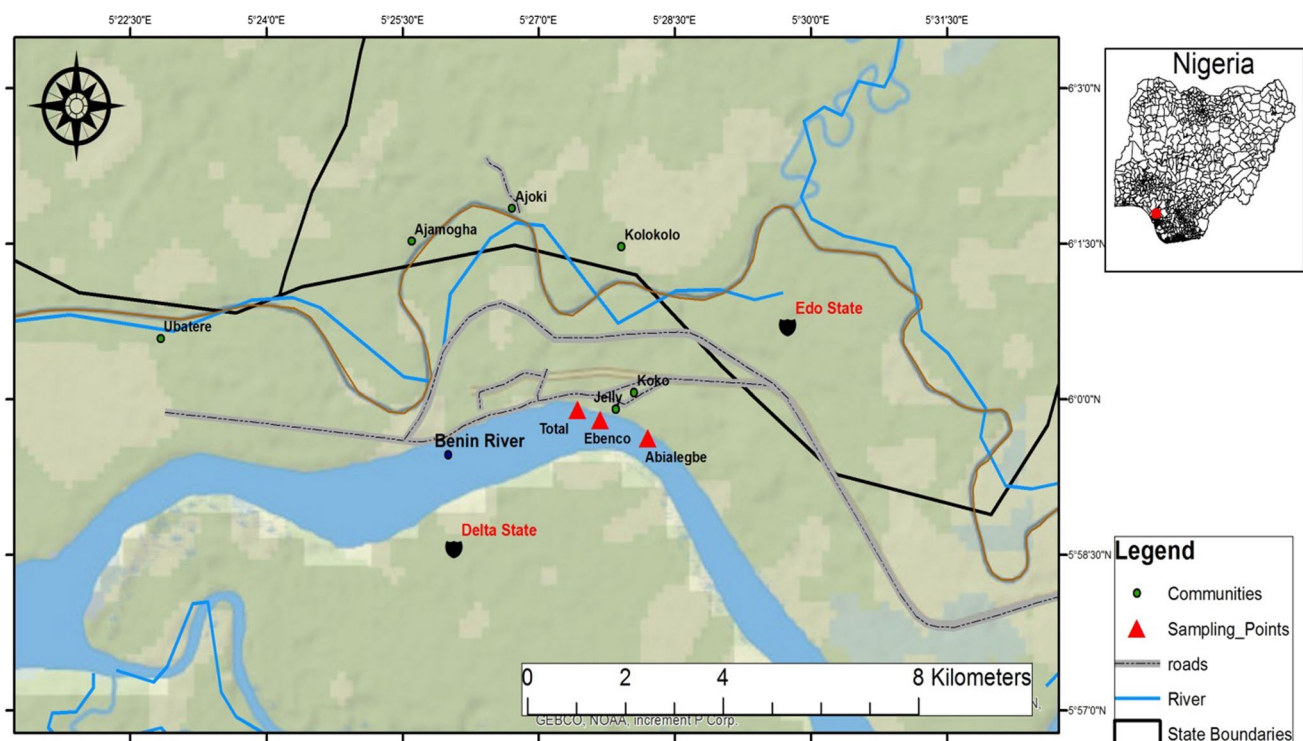 5°22'30"E 5°24'0"E 5°25'30"E 5°27'0"E 5°28'30"E 5°30'0"E 5°31'30"E
Nigeria
6°3'0"N
Ajoki
Ajamogha
Kolokolo
6°1'30"N
Edo State
Ubatere
Koko
Jelly
6°0'0"N
Total
Ebenco
Benin River
Abialegbe
Delta State
5°58'30"N
Legend
Communities
Sampling_Points
roads
River
State Boundaries
0 2 4 8 Kilometers
GEBCO, NOAA, increment P Corp.
5°57'0"N